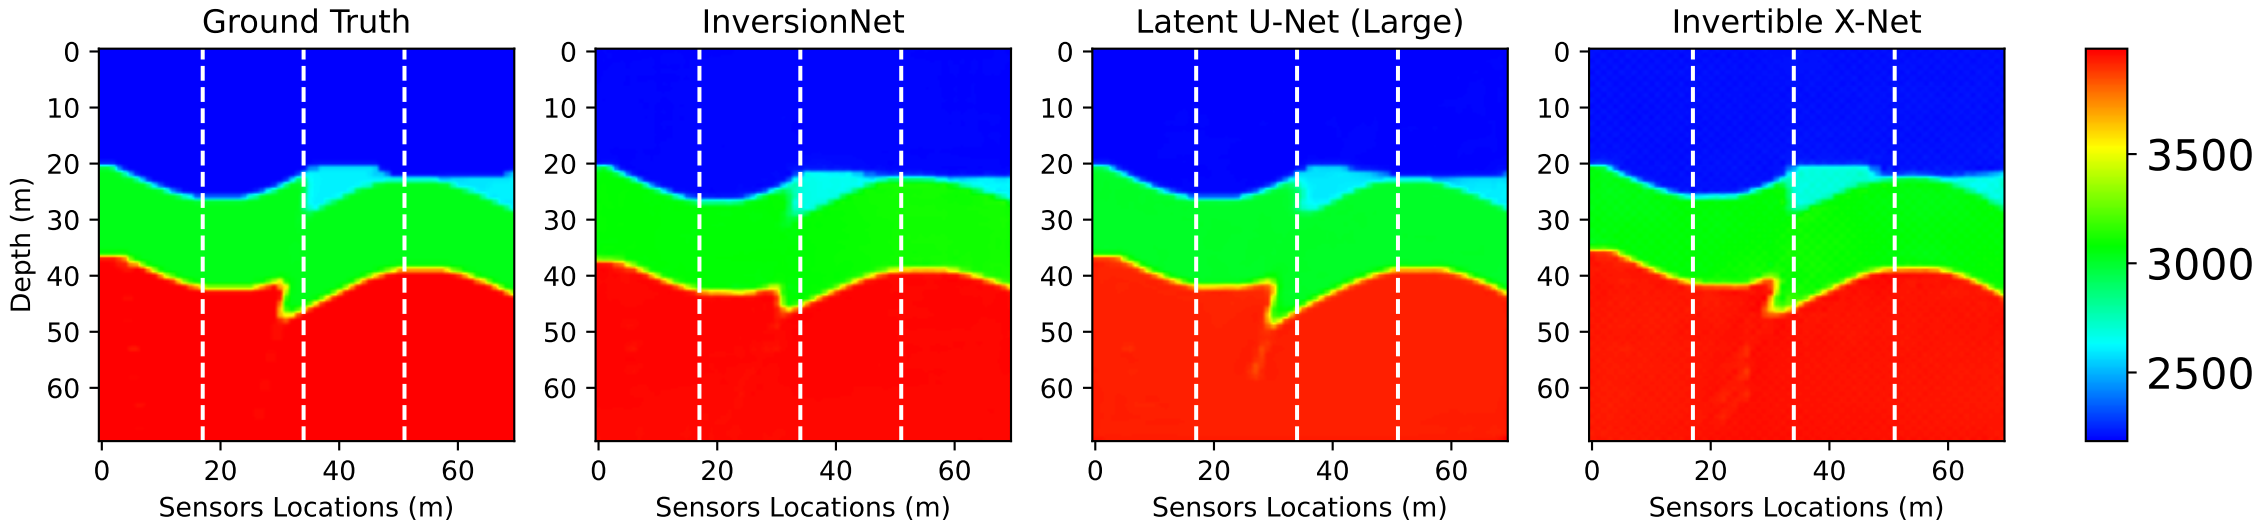 Ground Truth
InversionNet
Latent U-Net (Large)
Invertible X-Net
Depth (m)
0
10
20
30
40
50
60
0
10
20
30
40
50
60
0
10
20
30
40
50
60
0
10
20
30
40
50
60
3500
3000
2500
0 20 40 60
0 20 40 60
0 20 40 60
0 20 40 60
Sensors Locations (m)
Sensors Locations (m)
Sensors Locations (m)
Sensors Locations (m)